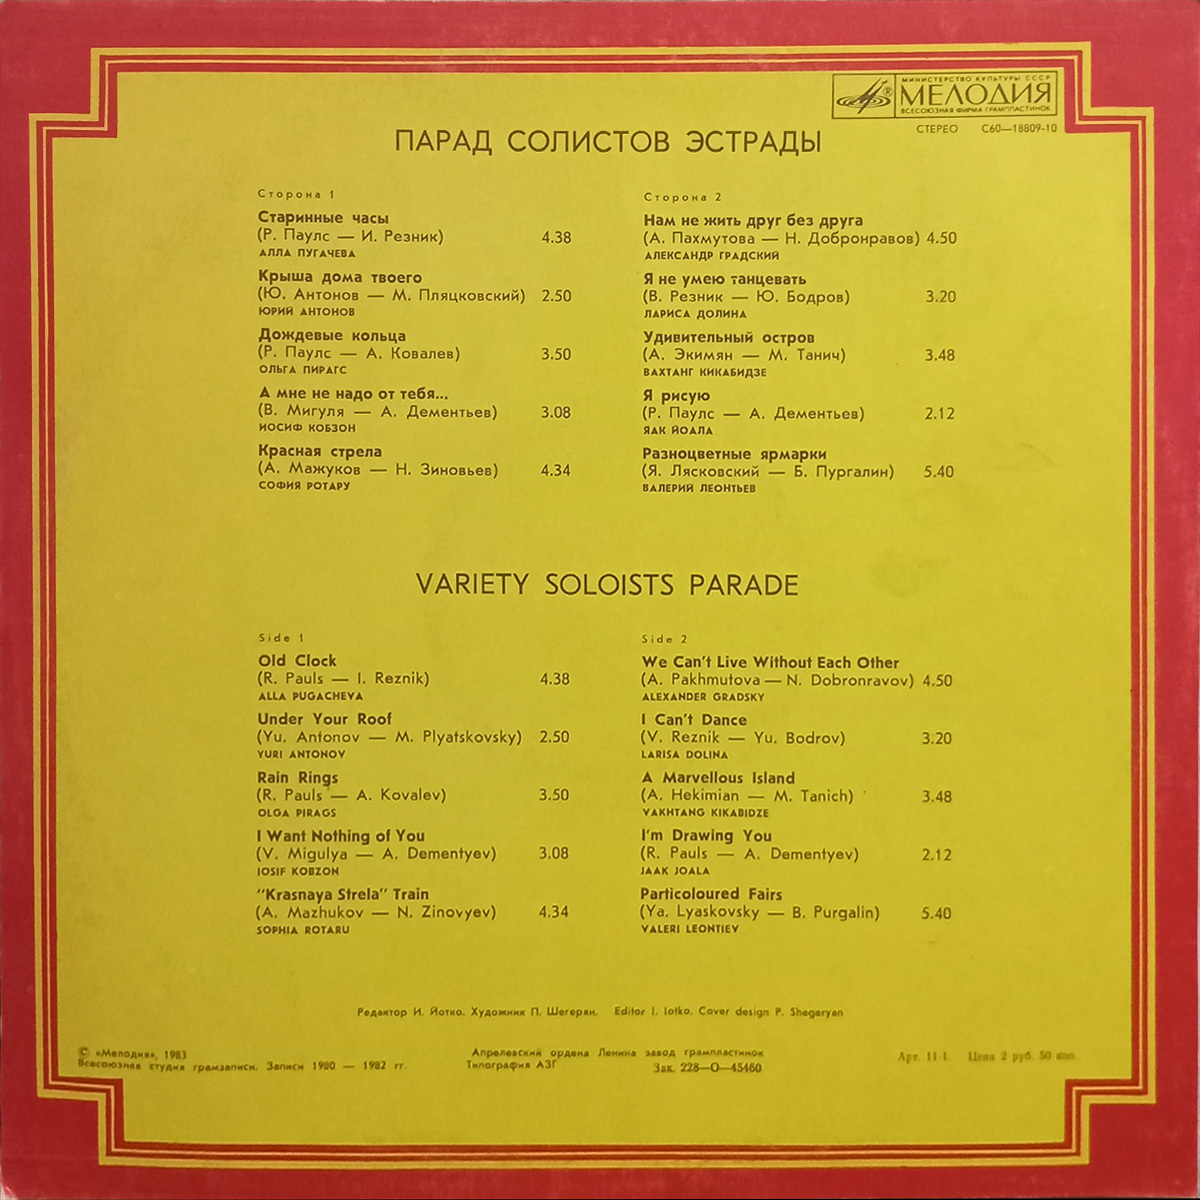 МИНИСТЕРСТВО КУЛЬТУРЫ СССР
МЕЛОДИЯ
ВСЕСОЮЗНАЯ ФИРМА ГРАМПЛАСТИНОК
СТЕРЕО С60—18809-10
ПАРАД СОЛИСТОВ ЭСТРАДЫ
Сторона 1
Старинные часы
(Р. Паулс — И. Резник) 4.38
АЛЛА ПУГАЧЕВА
Крыша дома твоего
(Ю. Антонов — М. Пляцковский) 2.50
ЮРИЙ АНТОНОВ
Дождевые кольца
(Р. Паулс — А. Ковалев) 3.50
ОЛЬГА ПИРАГС
А мне не надо от тебя...
(В. Мигуля — А. Дементьев) 3.08
ИОСИФ КОБЗОН
Красная стрела
(А. Мажуков — Н. Зиновьев) 4.34
СОФИЯ РОТАРУ
Сторона 2
Нам не жить друг без друга
(А. Пахмутова — Н. Добронравов) 4.50
АЛЕКСАНДР ГРАДСКИЙ
Я не умею танцевать
(В. Резник — Ю. Бодров) 3.20
ЛАРИСА ДОЛИНА
Удивительный остров
(А. Экимян — М. Танич) 3.48
ВАХТАНГ КИКАБИДЗЕ
Я рисую
(Р. Паулс — А. Дементьев) 2.12
ЯАК ЙОАЛА
Разноцветные ярмарки
(Я. Лясковский — Б. Пургалин) 5.40
ВАЛЕРИЙ ЛЕОНТЬЕВ
VARIETY SOLOISTS PARADE
Side 1
Old Clock
(R. Pauls — I. Reznik) 4.38
ALLA PUGACHEVA
Under Your Roof
(Yu. Antonov — M. Plyatskovsky) 2.50
YURI ANTONOV
Rain Rings
(R. Pauls — A. Kovalev) 3.50
OLGA PIRAGS
I Want Nothing of You
(V. Migulya — A. Dementyev) 3.08
IOSIF KOBZON
"Krasnaya Strela" Train
(A. Mazhukov — N. Zinovyev) 4.34
SOPHIA ROTARU
Side 2
We Can't Live Without Each Other
(A. Pakhmutova — N. Dobronravov) 4.50
ALEXANDER GRADSKY
I Can't Dance
(V. Reznik — Yu. Bodrov) 3.20
LARISA DOLINA
A Marvellous Island
(A. Hekimian — M. Tanich) 3.48
VAKHTANG KIKABIDZE
I'm Drawing You
(R. Pauls — A. Dementyev) 2.12
JAAK JOALA
Particoloured Fairs
(Ya. Lyaskovsky — B. Purgalin) 5.40
VALERI LEONTIEV
Редактор И. Йотко. Художник П. Шегерян. Editor I. Iotko. Cover design P. Shegeryan
© «Мелодия», 1983
Всесоюзная студия грамзаписи. Записи 1980 — 1982 гг.
Апрелевский ордена Ленина завод грампластинок
Типография АЗГ Зак. 228—О—45460
Арт. 11-1. Цена 2 руб. 50 коп.